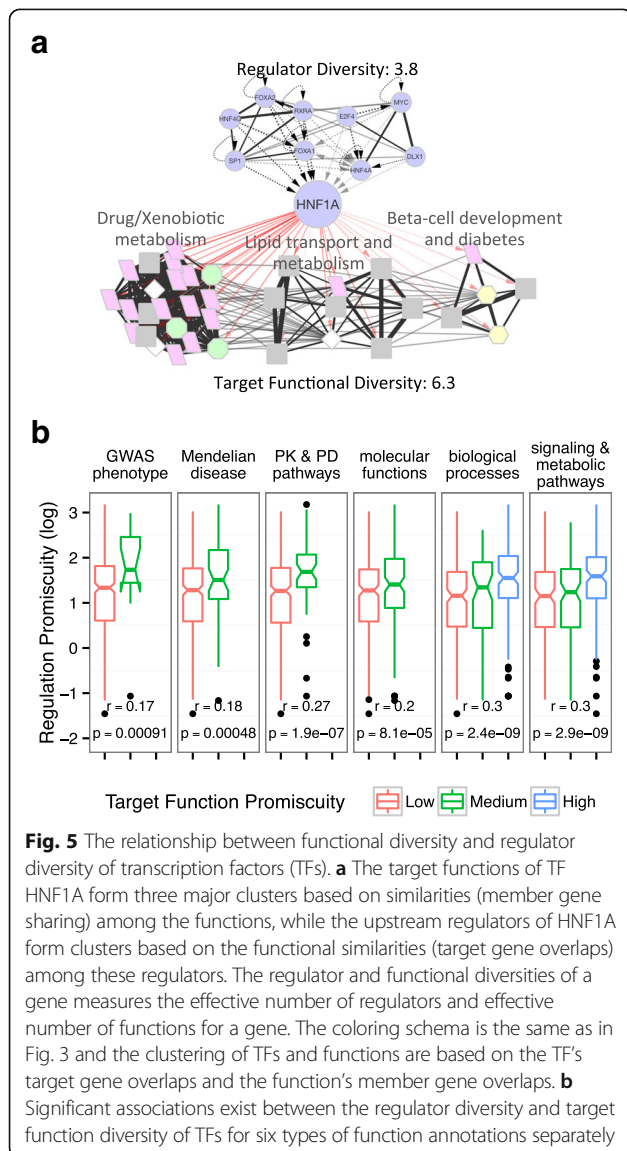 a
Regulator Diversity: 3.8
FOXA2
RXRA
MYC
HNF4G
E2F4
SP1
FOXA1
HNF4A
DLX1
HNF1A
Drug/Xenobiotic
metabolism
Lipid transport and
metabolism
Beta-cell development
and diabetes
Target Functional Diversity: 6.3
b
GWAS
phenotype
Mendelian
disease
PK & PD
pathways
molecular
functions
biological
processes
signaling &
metabolic
pathways
Regulation Promiscuity (log)
3
2
1
0
−1
−2
r = 0.17
p = 0.00091
r = 0.18
p = 0.00048
r = 0.27
p = 1.9e−07
r = 0.2
p = 8.1e−05
r = 0.3
p = 2.4e−09
r = 0.3
p = 2.9e−09
Target Function Promiscuity
Low
Medium
High
Fig. 5 The relationship between functional diversity and regulator
diversity of transcription factors (TFs). a The target functions of TF
HNF1A form three major clusters based on similarities (member gene
sharing) among the functions, while the upstream regulators of HNF1A
form clusters based on the functional similarities (target gene overlaps)
among these regulators. The regulator and functional diversities of a
gene measures the effective number of regulators and effective
number of functions for a gene. The coloring schema is the same as in
Fig. 3 and the clustering of TFs and functions are based on the TF's
target gene overlaps and the function's member gene overlaps. b
Significant associations exist between the regulator diversity and target
function diversity of TFs for six types of function annotations separately